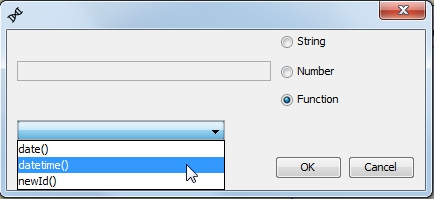 String
Number
Function
date()
datetime()
newId()
OK
Cancel